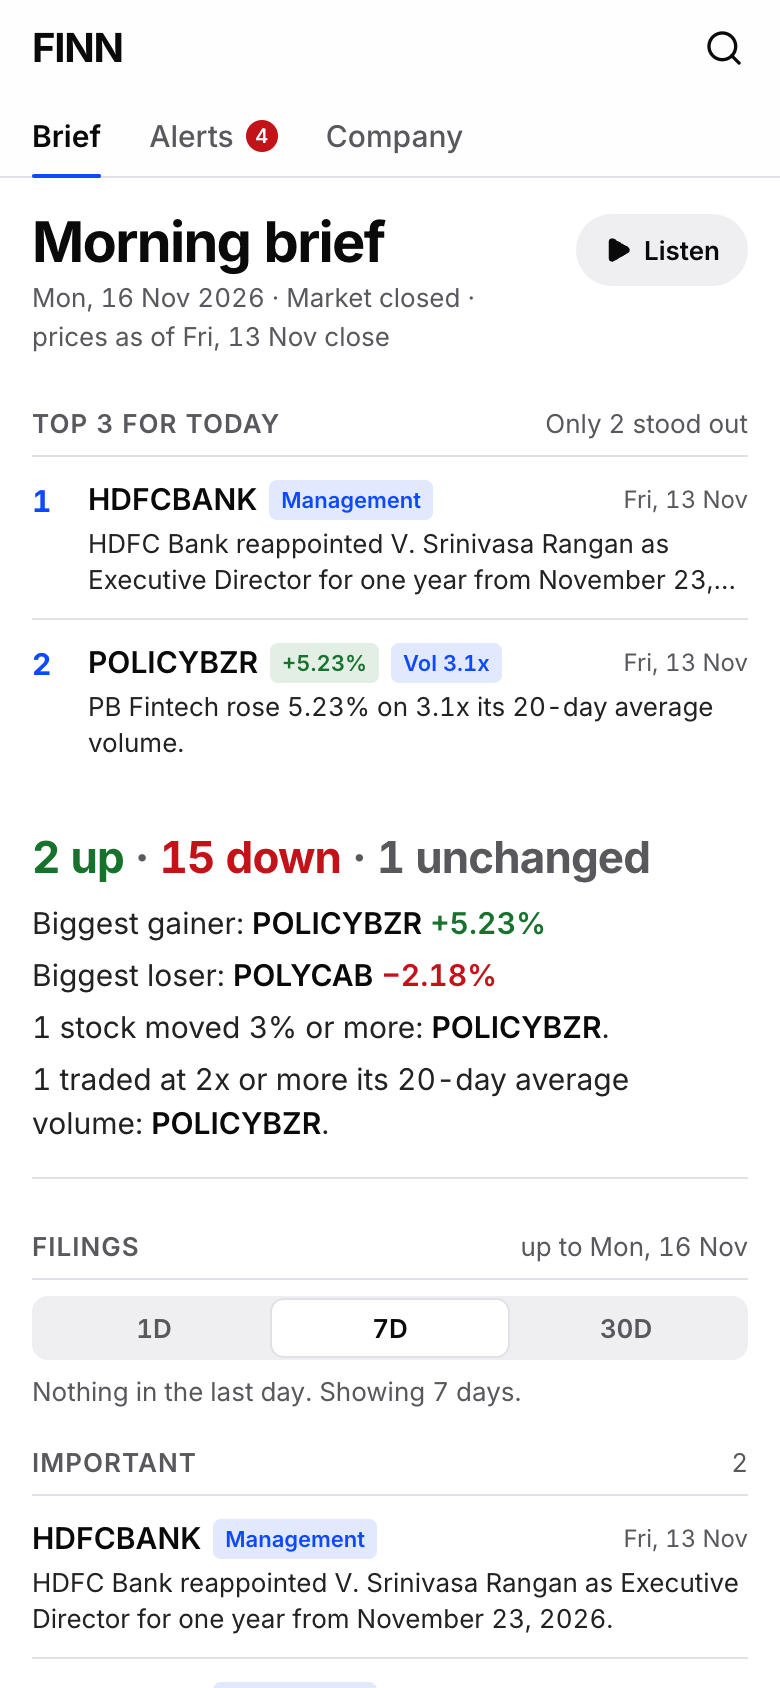 FINN
Brief Alerts 4 Company
Morning brief
Listen
Mon, 16 Nov 2026 · Market closed ·
prices as of Fri, 13 Nov close
TOP 3 FOR TODAY Only 2 stood out
1 HDFCBANK Management Fri, 13 Nov
HDFC Bank reappointed V. Srinivasa Rangan as
Executive Director for one year from November 23,...
2 POLICYBZR +5.23% Vol 3.1x Fri, 13 Nov
PB Fintech rose 5.23% on 3.1x its 20-day average
volume.
2 up · 15 down · 1 unchanged
Biggest gainer: POLICYBZR +5.23%
Biggest loser: POLYCAB −2.18%
1 stock moved 3% or more: POLICYBZR.
1 traded at 2x or more its 20-day average
volume: POLICYBZR.
FILINGS up to Mon, 16 Nov
1D 7D 30D
Nothing in the last day. Showing 7 days.
IMPORTANT 2
HDFCBANK Management Fri, 13 Nov
HDFC Bank reappointed V. Srinivasa Rangan as Executive
Director for one year from November 23, 2026.